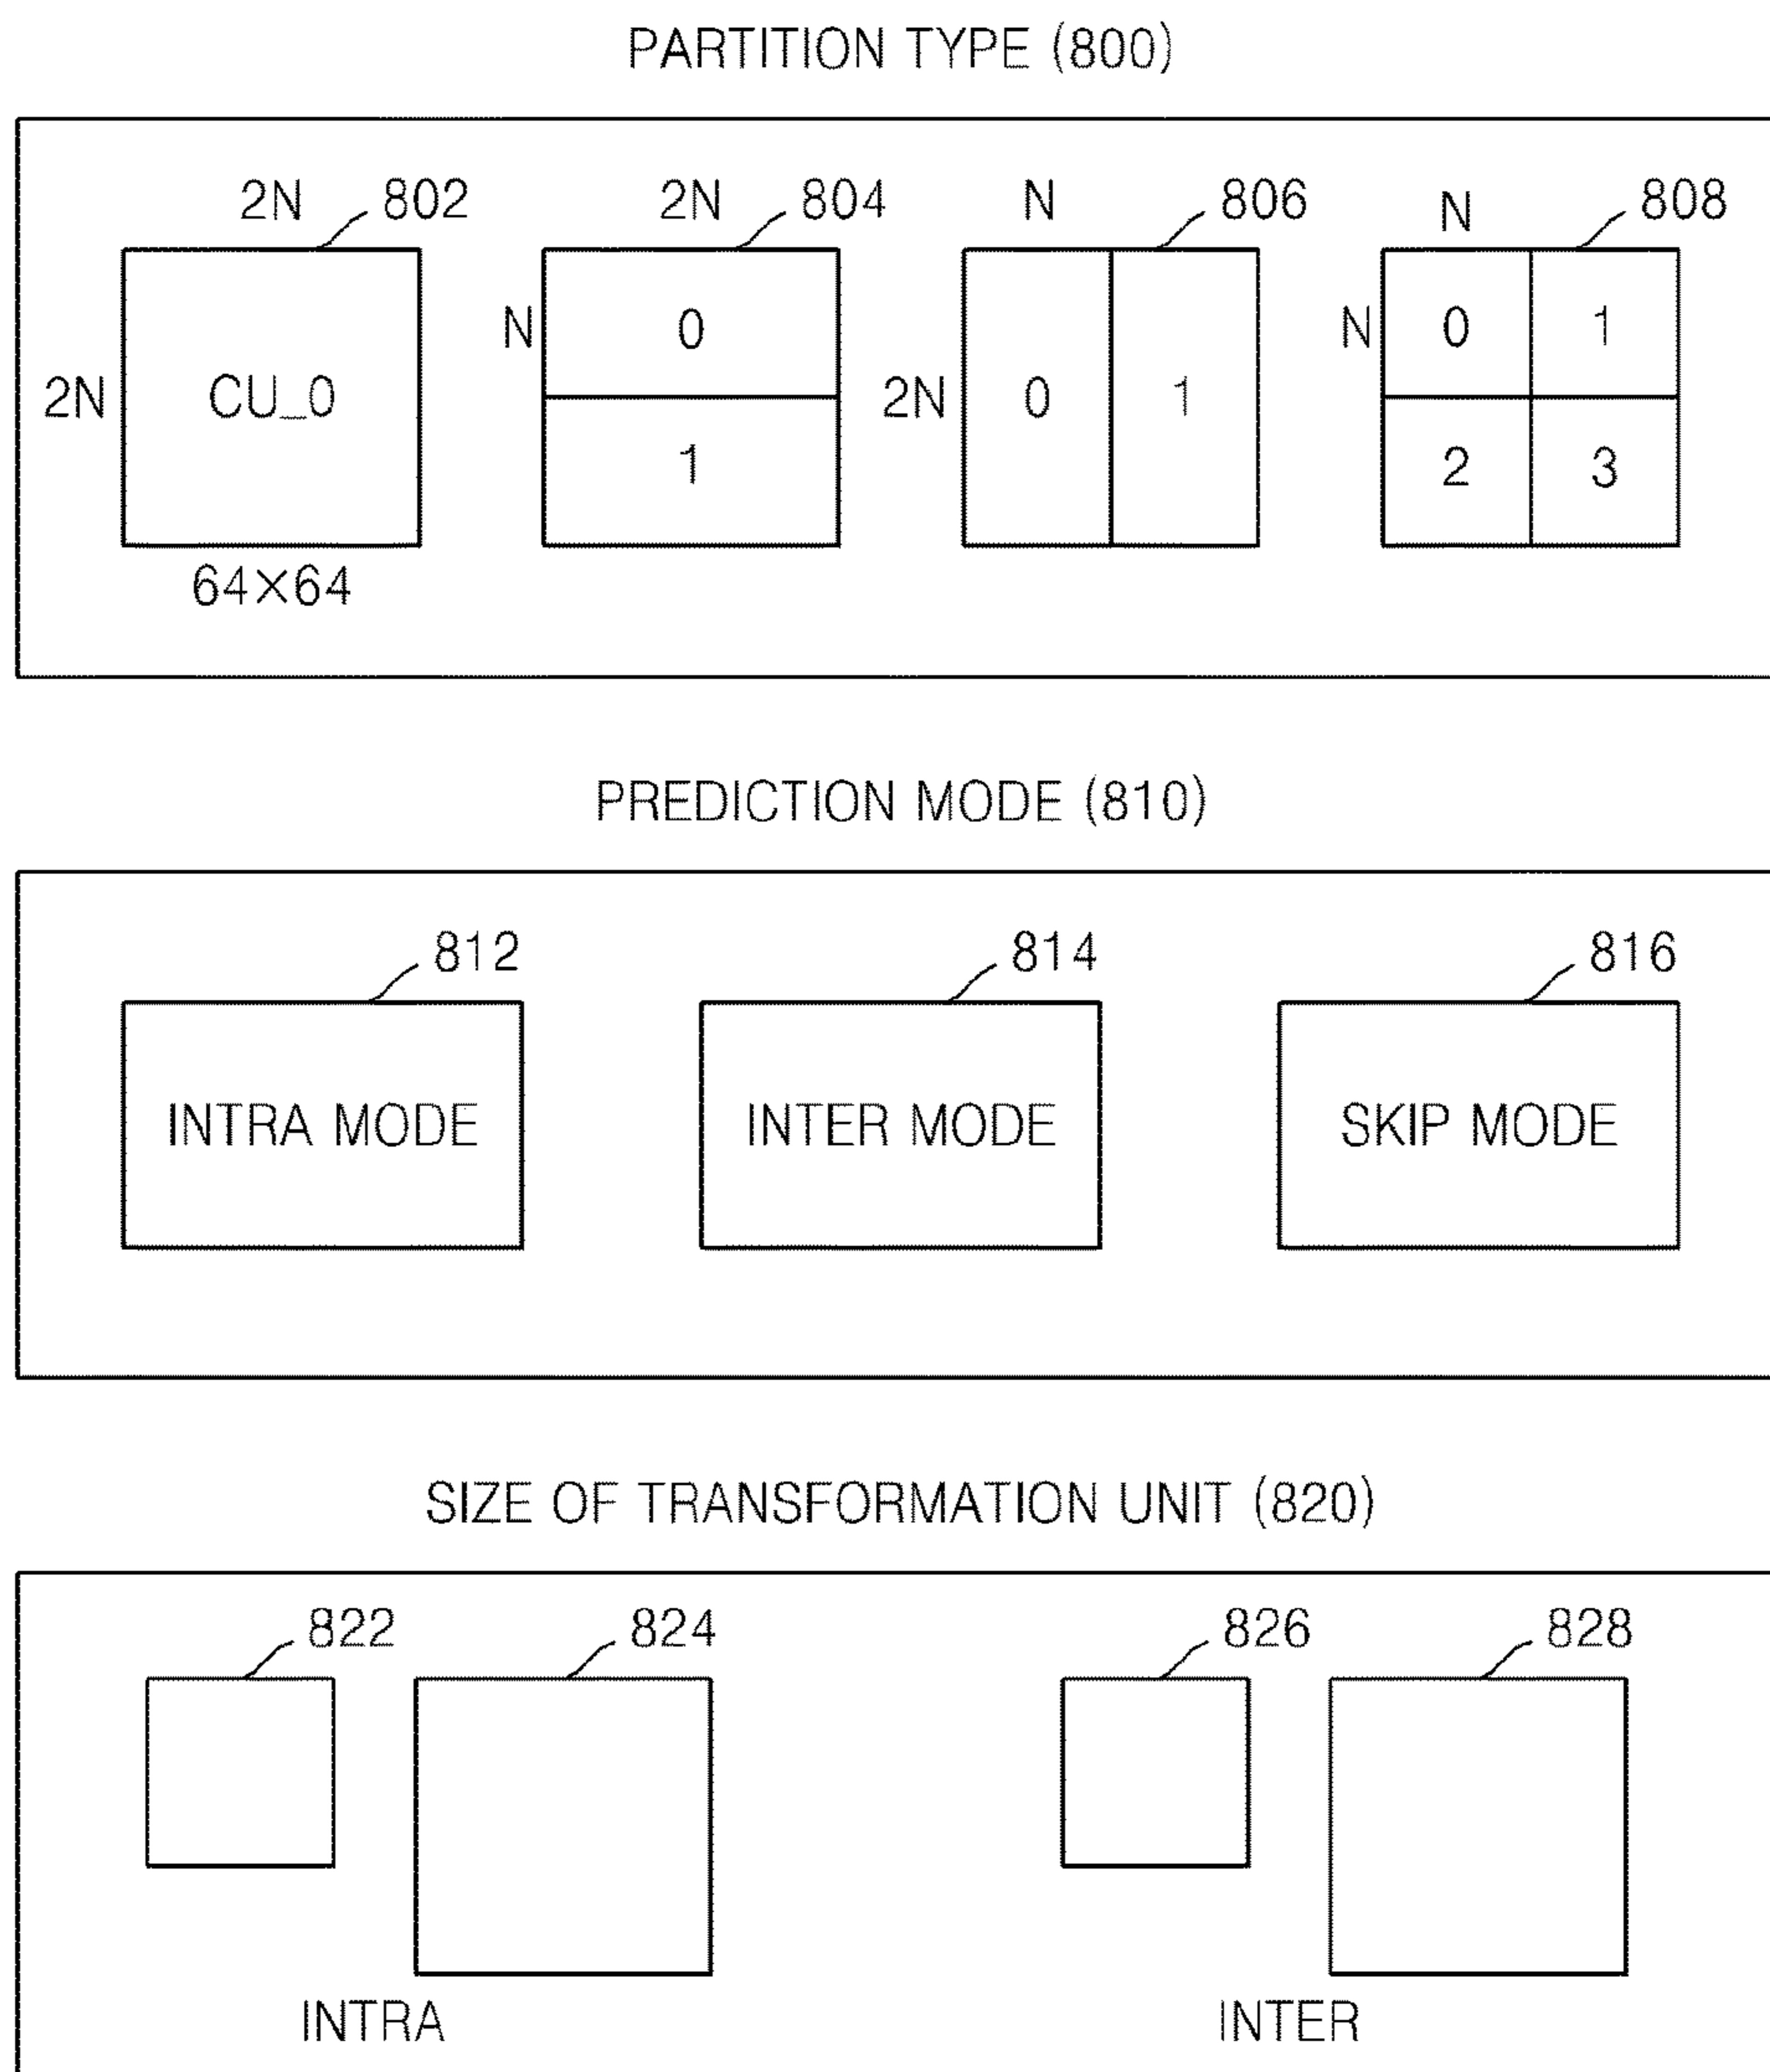 PARTITION TYPE (800)
2N 802 2N 804 N 806 N 808
N 0 N 0 1
2N CU_0 2N 0 1
1 2 3
64×64
PREDICTION MODE (810)
812 814 816
INTRA MODE INTER MODE SKIP MODE
SIZE OF TRANSFORMATION UNIT (820)
822 824 826 828
INTRA INTER